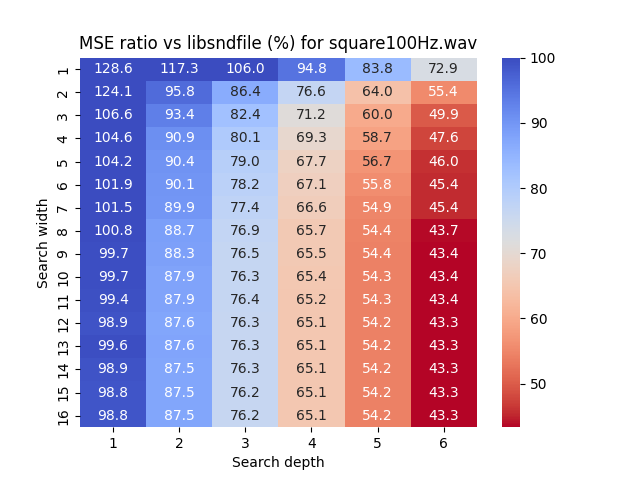 MSE ratio vs libsndfile (%) for square100Hz.wav
1 128.6 117.3 106.0 94.8 83.8 72.9
2 124.1 95.8 86.4 76.6 64.0 55.4
3 106.6 93.4 82.4 71.2 60.0 49.9
4 104.6 90.9 80.1 69.3 58.7 47.6
5 104.2 90.4 79.0 67.7 56.7 46.0
6 101.9 90.1 78.2 67.1 55.8 45.4
7 101.5 89.9 77.4 66.6 54.9 45.4
8 100.8 88.7 76.9 65.7 54.4 43.7
9 99.7 88.3 76.5 65.5 54.4 43.4
10 99.7 87.9 76.3 65.4 54.3 43.4
11 99.4 87.9 76.4 65.2 54.3 43.4
12 98.9 87.6 76.3 65.1 54.2 43.3
13 99.6 87.6 76.3 65.1 54.2 43.3
14 98.9 87.5 76.3 65.1 54.2 43.3
15 98.8 87.5 76.2 65.1 54.2 43.3
16 98.8 87.5 76.2 65.1 54.2 43.3
1 2 3 4 5 6
Search depth
Search width
100
90
80
70
60
50